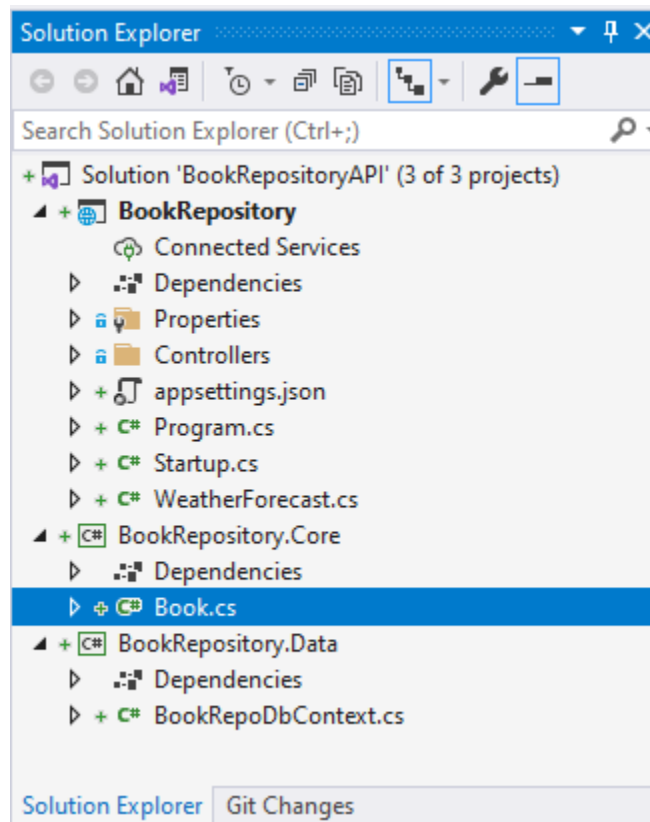 Solution Explorer
Search Solution Explorer (Ctrl+;)
Solution 'BookRepositoryAPI' (3 of 3 projects)
BookRepository
Connected Services
Dependencies
Properties
Controllers
appsettings.json
C# Program.cs
C# Startup.cs
C# WeatherForecast.cs
C# BookRepository.Core
Dependencies
C# Book.cs
C# BookRepository.Data
Dependencies
C# BookRepoDbContext.cs
Solution Explorer Git Changes